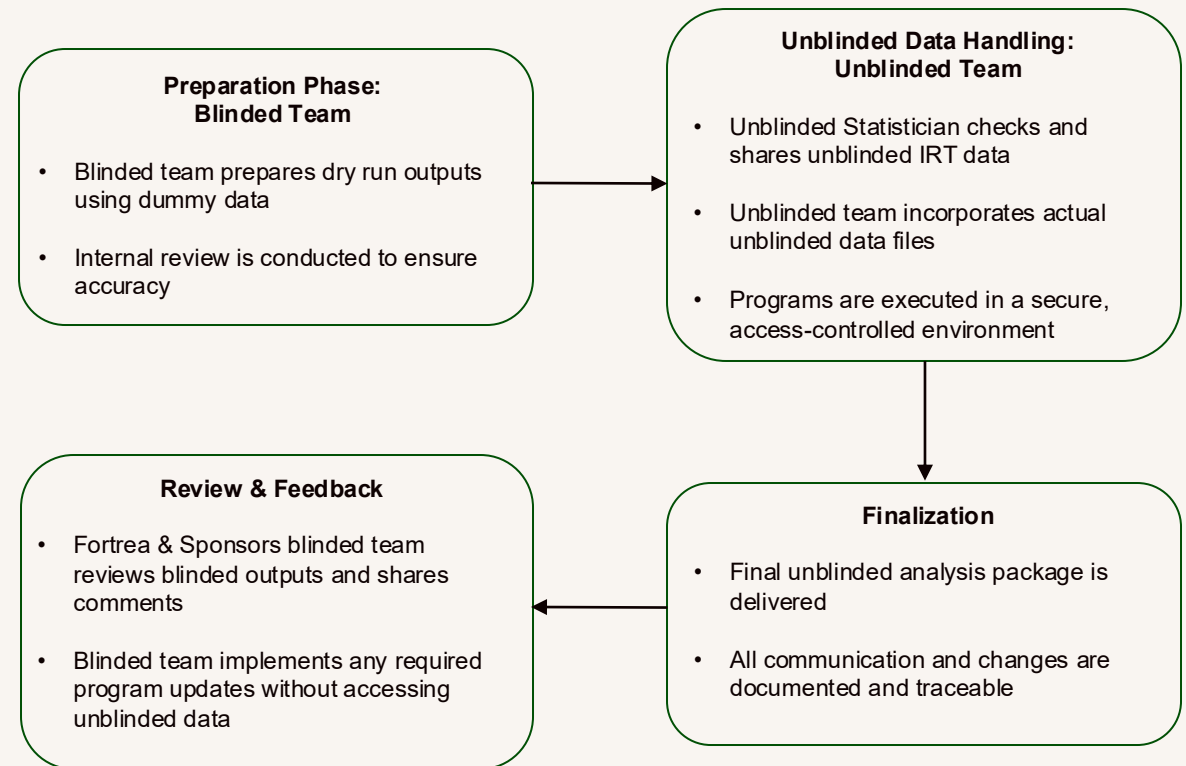 Preparation Phase:
Blinded Team
• Blinded team prepares dry run outputs
using dummy data
• Internal review is conducted to ensure
accuracy
Unblinded Data Handling:
Unblinded Team
• Unblinded Statistician checks and
shares unblinded IRT data
• Unblinded team incorporates actual
unblinded data files
• Programs are executed in a secure,
access-controlled environment
Finalization
• Final unblinded analysis package is
delivered
• All communication and changes are
documented and traceable
Review & Feedback
• Fortrea & Sponsors blinded team
reviews blinded outputs and shares
comments
• Blinded team implements any required
program updates without accessing
unblinded data